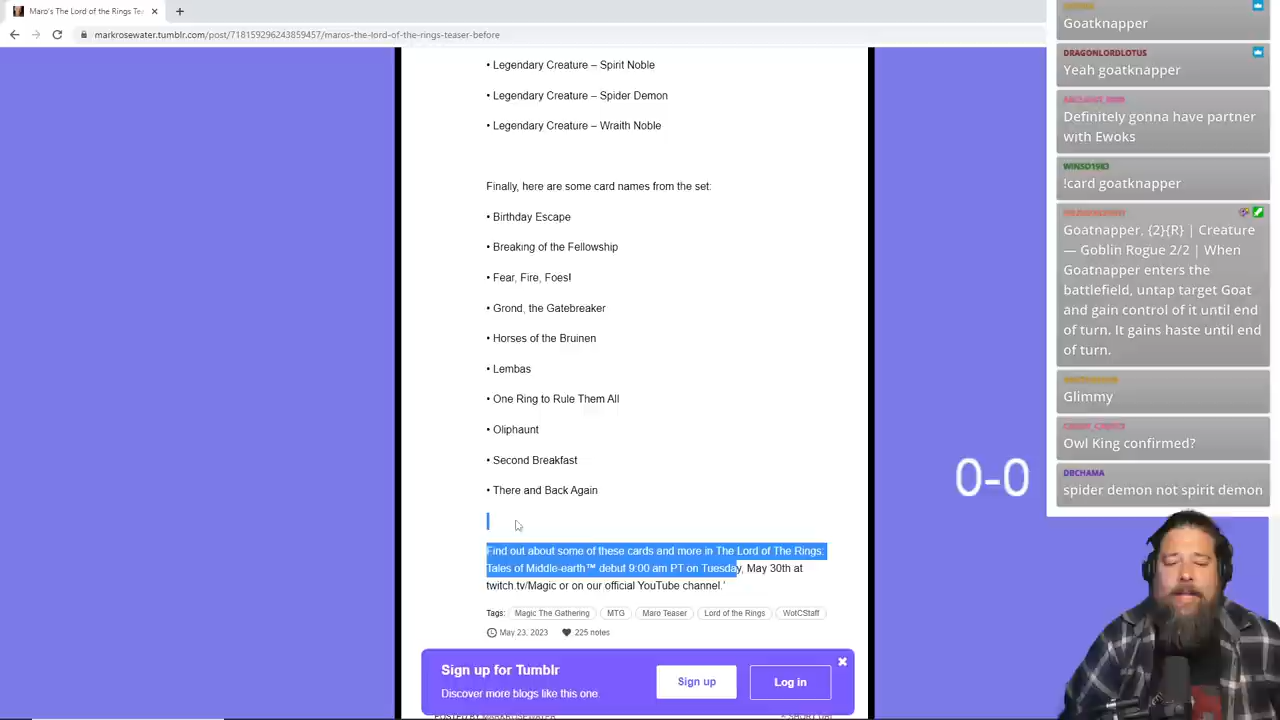 Maro's The Lord of the Rings Tea
markrosewater.tumblr.com/post/718159296243859457/maros-the-lord-of-the-rings-teaser-before
• Legendary Creature – Spirit Noble
• Legendary Creature – Spider Demon
• Legendary Creature – Wraith Noble
Finally, here are some card names from the set:
• Birthday Escape
• Breaking of the Fellowship
• Fear, Fire, Foes!
• Grond, the Gatebreaker
• Horses of the Bruinen
• Lembas
• One Ring to Rule Them All
• Oliphaunt
• Second Breakfast
• There and Back Again
Find out about some of these cards and more in The Lord of The Rings:
Tales of Middle-earth™ debut 9:00 am PT on Tuesday, May 30th at
twitch.tv/Magic or on our official YouTube channel.'
Tags: Magic The Gathering MTG Maro Teaser Lord of the Rings WotCStaff
May 23, 2023 225 notes
Sign up for Tumblr
Discover more blogs like this one.
Sign up
Log in
POSTED BY MARKROSEWATER
Goatknapper
DRAGONLORDLOTUS
Yeah goatknapper
Definitely gonna have partner
with Ewoks
WINSO1983
!card goatknapper
Goatnapper, {2}{R} | Creature
— Goblin Rogue 2/2 | When
Goatnapper enters the
battlefield, untap target Goat
and gain control of it until end
of turn. It gains haste until end
of turn.
Glimmy
Owl King confirmed?
DBCHAMA
spider demon not spirit demon
0-0